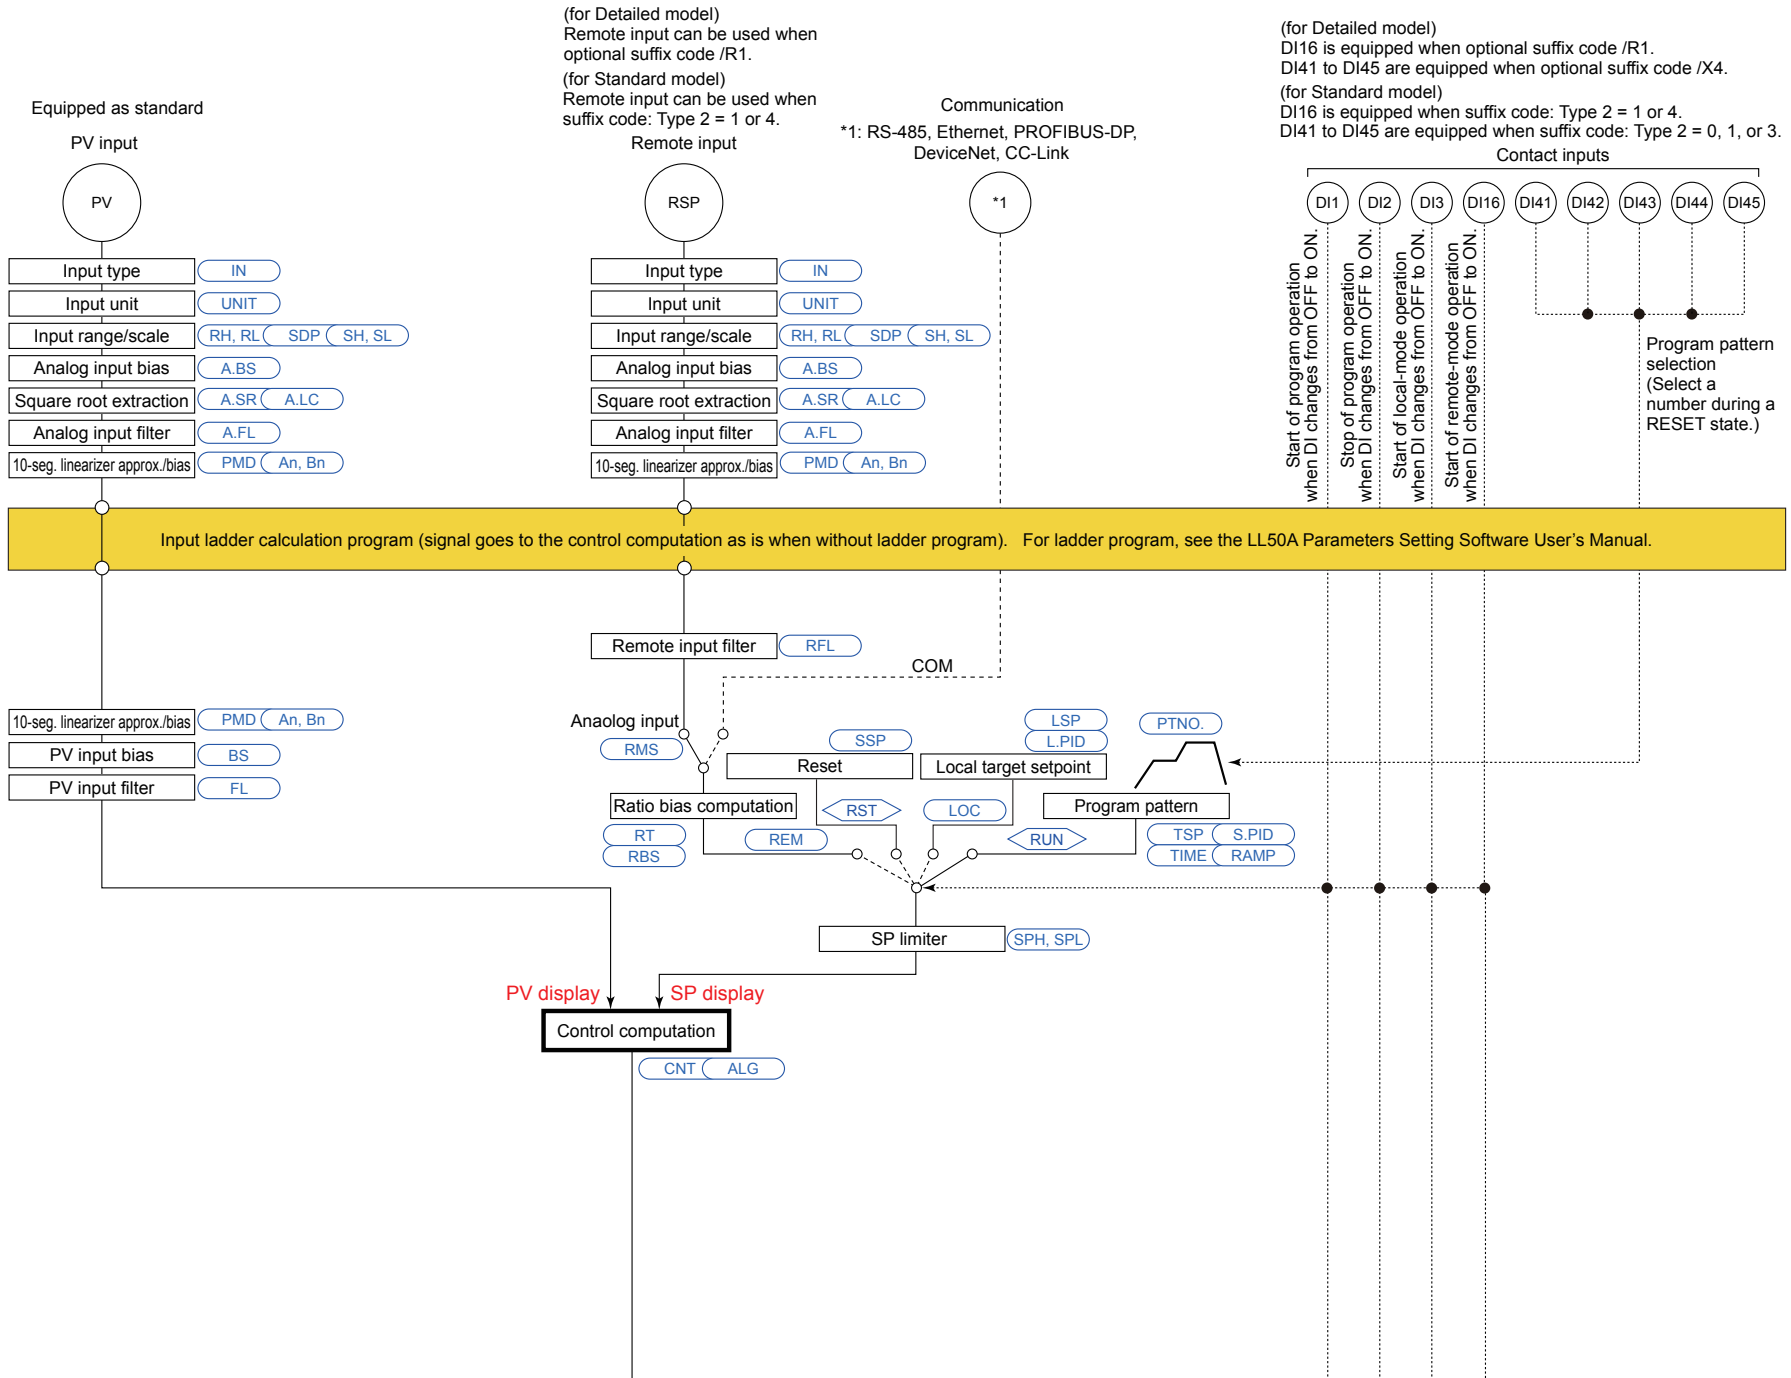 (for Detailed model)
Remote input can be used when
optional suffix code /R1.
(for Standard model)
Remote input can be used when
suffix code: Type 2 = 1 or 4.
(for Detailed model)
DI16 is equipped when optional suffix code /R1.
DI41 to DI45 are equipped when optional suffix code /X4.
(for Standard model)
DI16 is equipped when suffix code: Type 2 = 1 or 4.
DI41 to DI45 are equipped when suffix code: Type 2 = 0, 1, or 3.
Equipped as standard
PV input
Remote input
Communication
*1: RS-485, Ethernet, PROFIBUS-DP,
DeviceNet, CC-Link
Contact inputs
PV
RSP
*1
DI1
DI2
DI3
DI16
DI41
DI42
DI43
DI44
DI45
Input type IN
Input unit UNIT
Input range/scale RH, RL SDP SH, SL
Analog input bias A.BS
Square root extraction A.SR A.LC
Analog input filter A.FL
10-seg. linearizer approx./bias PMD An, Bn
Input type IN
Input unit UNIT
Input range/scale RH, RL SDP SH, SL
Analog input bias A.BS
Square root extraction A.SR A.LC
Analog input filter A.FL
10-seg. linearizer approx./bias PMD An, Bn
Start of program operation
when DI changes from OFF to ON.
Stop of program operation
when DI changes from OFF to ON.
Start of local-mode operation
when DI changes from OFF to ON.
Start of remote-mode operation
when DI changes from OFF to ON.
Program pattern
selection
(Select a
number during a
RESET state.)
Input ladder calculation program (signal goes to the control computation as is when without ladder program). For ladder program, see the LL50A Parameters Setting Software User's Manual.
Remote input filter RFL
COM
10-seg. linearizer approx./bias PMD An, Bn
PV input bias BS
PV input filter FL
Anaolog input
RMS
SSP
Reset
LSP
L.PID
Local target setpoint
PTNO.
Ratio bias computation
RST
LOC
Program pattern
RT
RBS
REM
RUN
TSP S.PID
TIME RAMP
SP limiter SPH, SPL
PV display
SP display
Control computation
CNT ALG